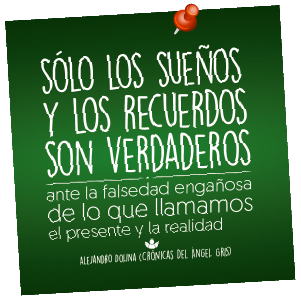 SÓLO LOS SUEÑOS
Y LOS RECUERDOS
SON VERDADEROS
ante la falsedad engañosa
de lo que llamamos
el presente y la realidad
ALEJANDRO DOLINA (CRÓNICAS DEL ÁNGEL GRIS)